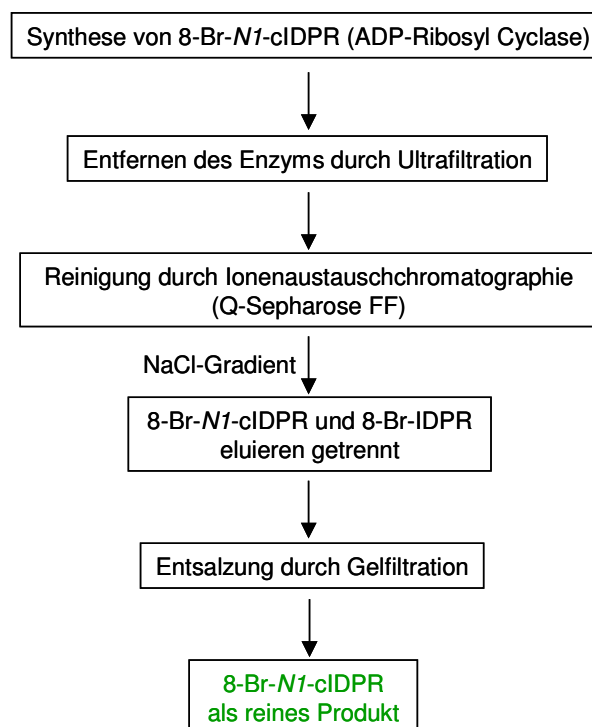 Synthese von 8-Br-N1-cIDPR (ADP-Ribosyl Cyclase)
Entfernen des Enzyms durch Ultrafiltration
Reinigung durch Ionenaustauschchromatographie
(Q-Sepharose FF)
NaCl-Gradient
8-Br-N1-cIDPR und 8-Br-IDPR
eluieren getrennt
Entsalzung durch Gelfiltration
8-Br-N1-cIDPR
als reines Produkt